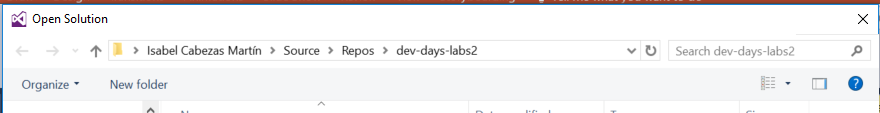 Open Solution
Isabel Cabezas Martín > Source > Repos > dev-days-labs2
Search dev-days-labs2
Organize
New folder